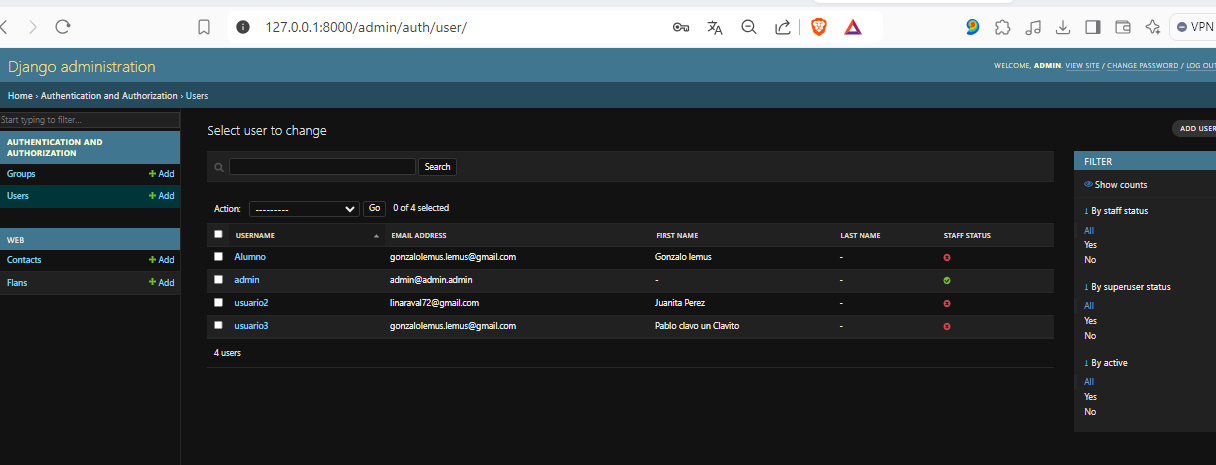 127.0.0.1:8000/admin/auth/user/
VPN
Django administration
WELCOME, ADMIN. VIEW SITE / CHANGE PASSWORD / LOG OUT
Home › Authentication and Authorization › Users
Start typing to filter...
AUTHENTICATION AND
AUTHORIZATION
Groups + Add
Users + Add
WEB
Contacts + Add
Flans + Add
Select user to change
ADD USER
Search
Action: --------- Go 0 of 4 selected
USERNAME EMAIL ADDRESS FIRST NAME LAST NAME STAFF STATUS
Alumno gonzalolemus.lemus@gmail.com Gonzalo lemus -
admin admin@admin.admin - -
usuario2 linaraval72@gmail.com Juanita Perez -
usuario3 gonzalolemus.lemus@gmail.com Pablo clavo un Clavito -
4 users
FILTER
Show counts
↓ By staff status
All
Yes
No
↓ By superuser status
All
Yes
No
↓ By active
All
Yes
No